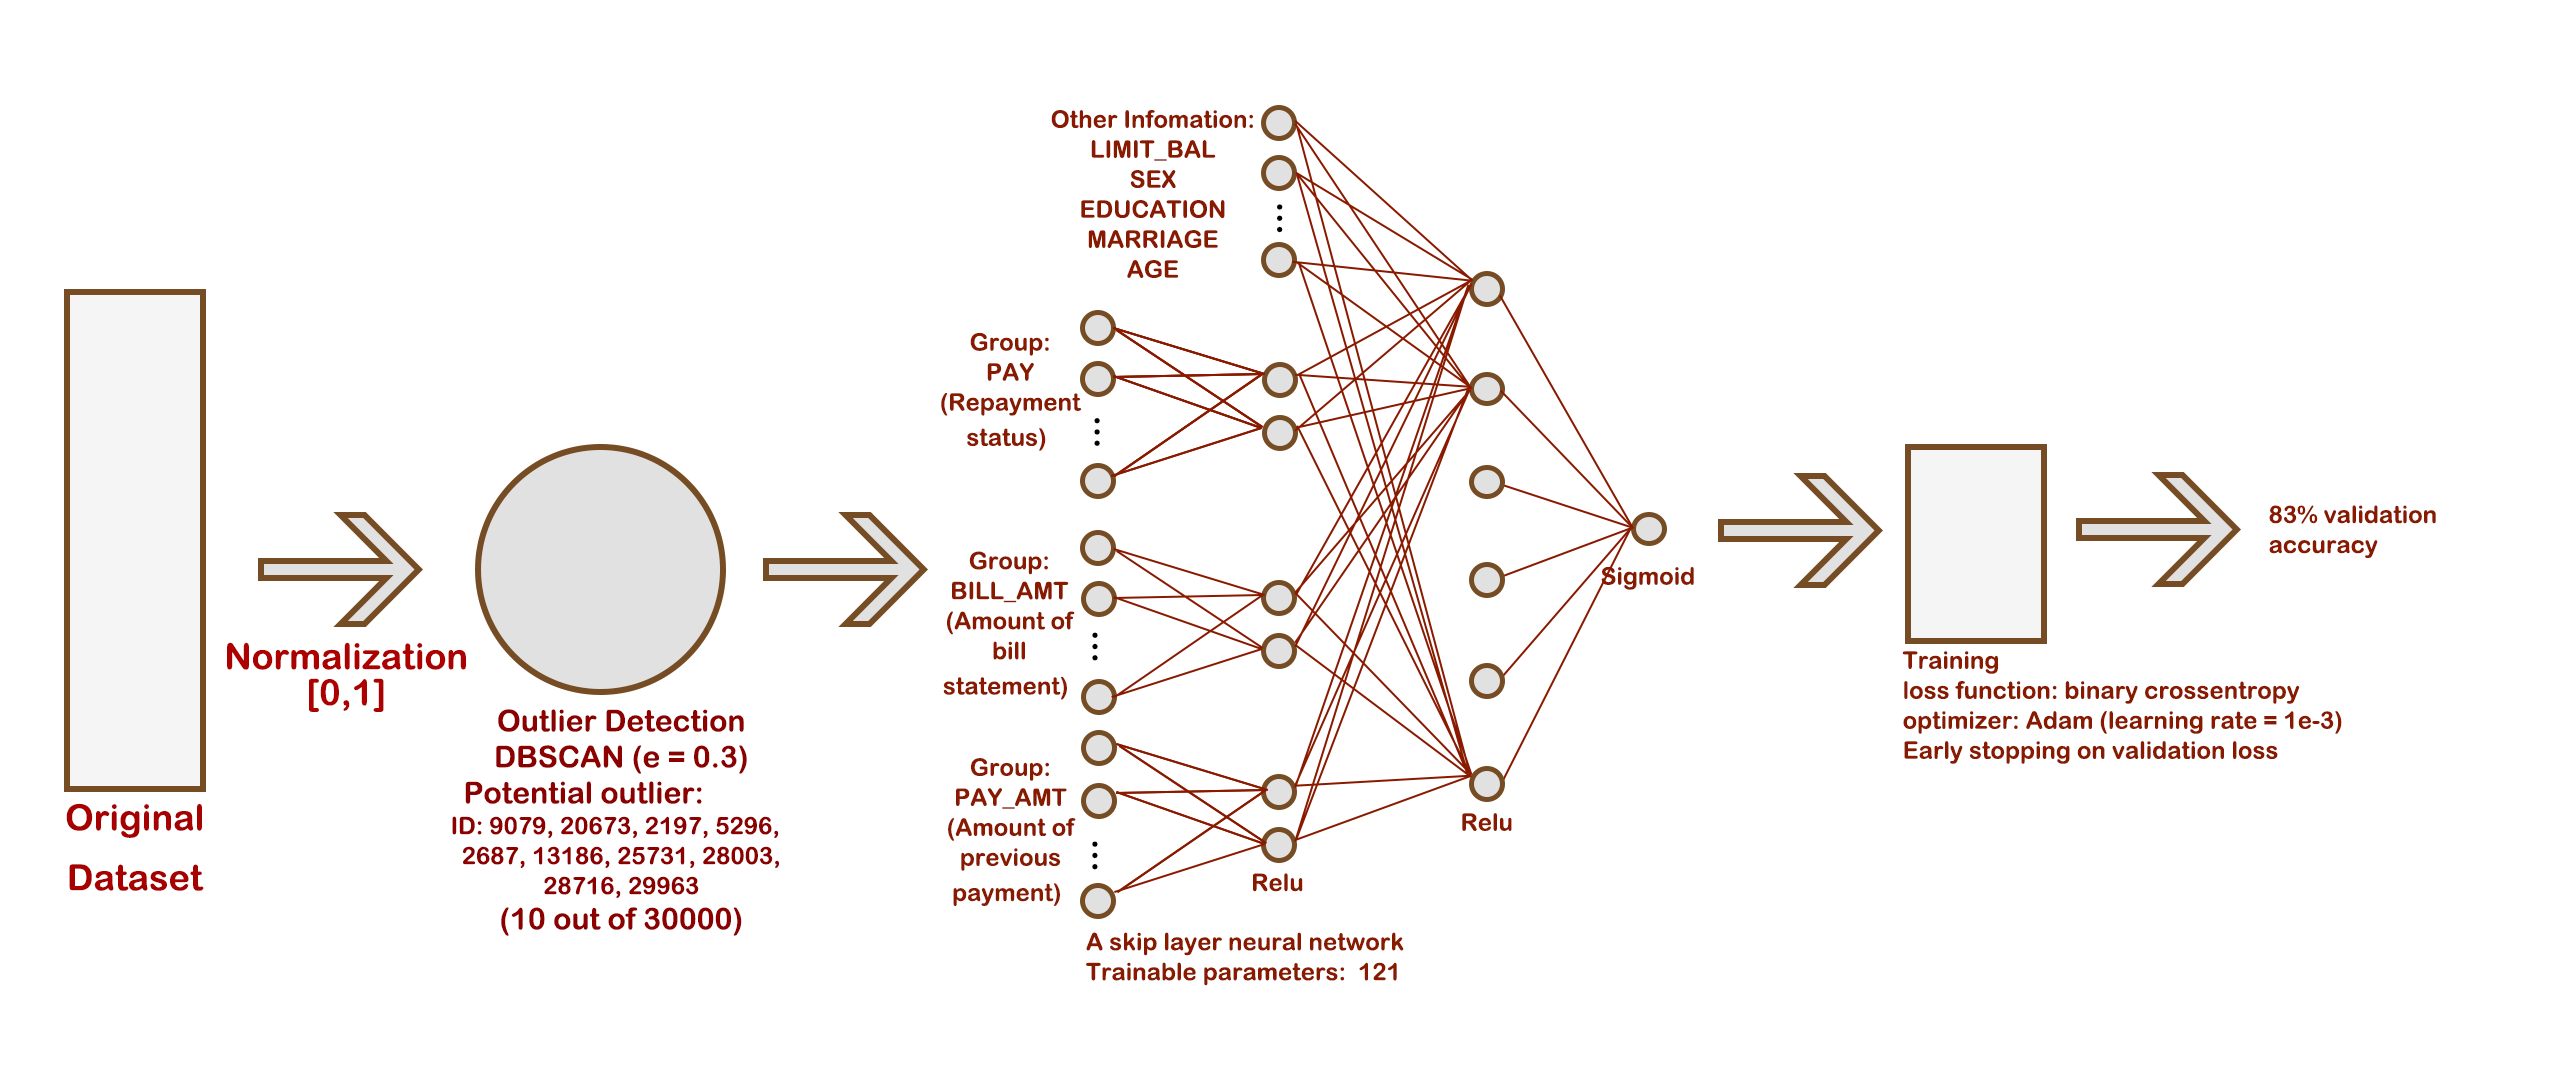 Original
Dataset
Normalization
[0,1]
Outlier Detection
DBSCAN (e = 0.3)
Potential outlier:
ID: 9079, 20673, 2197, 5296,
2687, 13186, 25731, 28003,
28716, 29963
(10 out of 30000)
Other Infomation:
LIMIT_BAL
SEX
EDUCATION
MARRIAGE
AGE
Group:
PAY
(Repayment
status)
Group:
BILL_AMT
(Amount of
bill
statement)
Group:
PAY_AMT
(Amount of
previous
payment)
Relu
Relu
Sigmoid
A skip layer neural network
Trainable parameters:  121
Training
loss function: binary crossentropy
optimizer: Adam (learning rate = 1e-3)
Early stopping on validation loss
83% validation
accuracy